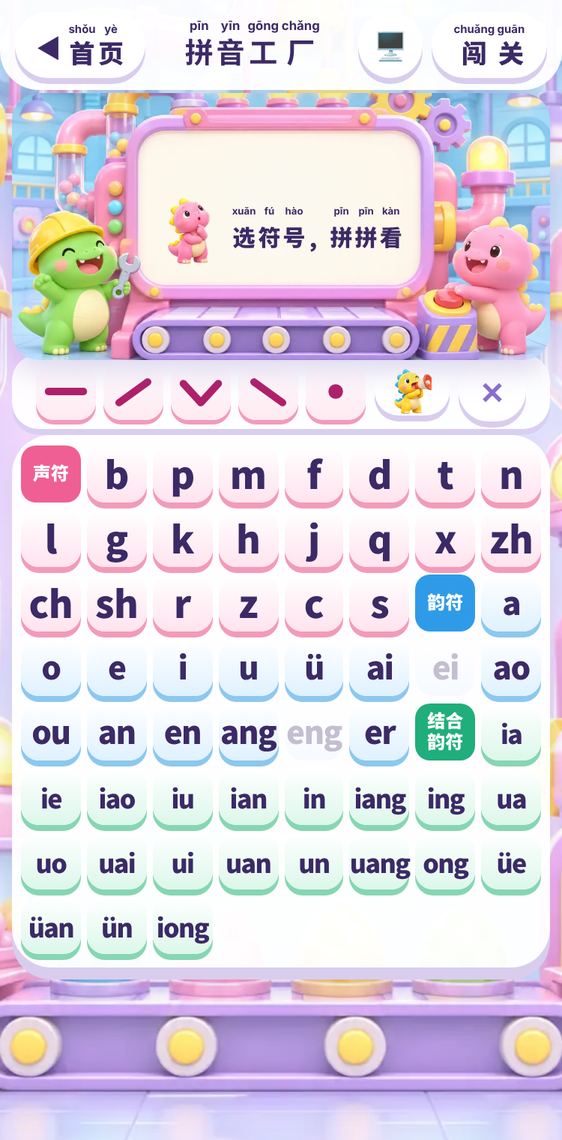 shǒu yè
◀ 首页
pīn yīn gōng chǎng
拼音工厂
chuǎng guān
闯关
xuǎn fú hào pīn pīn kàn
选符号，拼拼看
×
声符 b p m f d t n
l g k h j q x zh
ch sh r z c s 韵符 a
o e i u ü ai ei ao
ou an en ang eng er 结合韵符 ia
ie iao iu ian in iang ing ua
uo uai ui uan un uang ong üe
üan ün iong